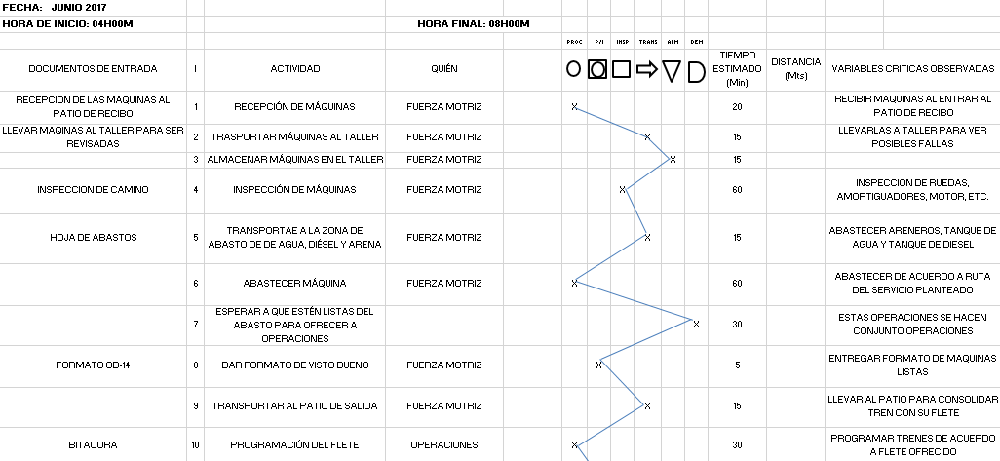 FECHA: JUNIO 2017
HORA DE INICIO: 04H00M HORA FINAL: 08H00M
PROC P/I INSP TRANS ALM DEM
DOCUMENTOS DE ENTRADA I ACTIVIDAD QUIÉN TIEMPO ESTIMADO (Min) DISTANCIA (Mts) VARIABLES CRITICAS OBSERVADAS
RECEPCION DE LAS MAQUINAS AL
PATIO DE RECIBO
1 RECEPCIÓN DE MÁQUINAS FUERZA MOTRIZ X 20
RECIBIR MAQUINAS AL ENTRAR AL
PATIO DE RECIBO
LLEVAR MAQINAS AL TALLER PARA SER
REVISADAS
2 TRASPORTAR MÁQUINAS AL TALLER FUERZA MOTRIZ X 15
LLEVARLAS A TALLER PARA VER
POSIBLES FALLAS
3 ALMACENAR MÁQUINAS EN EL TALLER FUERZA MOTRIZ X 15
INSPECCION DE CAMINO 4 INSPECCIÓN DE MÁQUINAS FUERZA MOTRIZ X 60
INSPECCION DE RUEDAS,
AMORTIGUADORES, MOTOR, ETC.
HOJA DE ABASTOS 5
TRANSPORTAE A LA ZONA DE
ABASTO DE DE AGUA, DIÉSEL Y ARENA
FUERZA MOTRIZ X 15
ABASTECER ARENEROS, TANQUE DE
AGUA Y TANQUE DE DIESEL
6 ABASTECER MÁQUINA FUERZA MOTRIZ X 60
ABASTECER DE ACUERDO A RUTA
DEL SERVICIO PLANTEADO
7
ESPERAR A QUE ESTÉN LISTAS DEL
ABASTO PARA OFRECER A
OPERACIONES
FUERZA MOTRIZ X 30
ESTAS OPERACIONES SE HACEN
CONJUNTO OPERACIONES
FORMATO OD-14 8 DAR FORMATO DE VISTO BUENO FUERZA MOTRIZ X 5
ENTREGAR FORMATO DE MAQUINAS
LISTAS
9 TRANSPORTAR AL PATIO DE SALIDA FUERZA MOTRIZ X 15
LLEVAR AL PATIO PARA CONSOLIDAR
TREN CON SU FLETE
BITACORA 10 PROGRAMACIÓN DEL FLETE OPERACIONES X 30
PROGRAMAR TRENES DE ACUERDO
A FLETE OFRECIDO